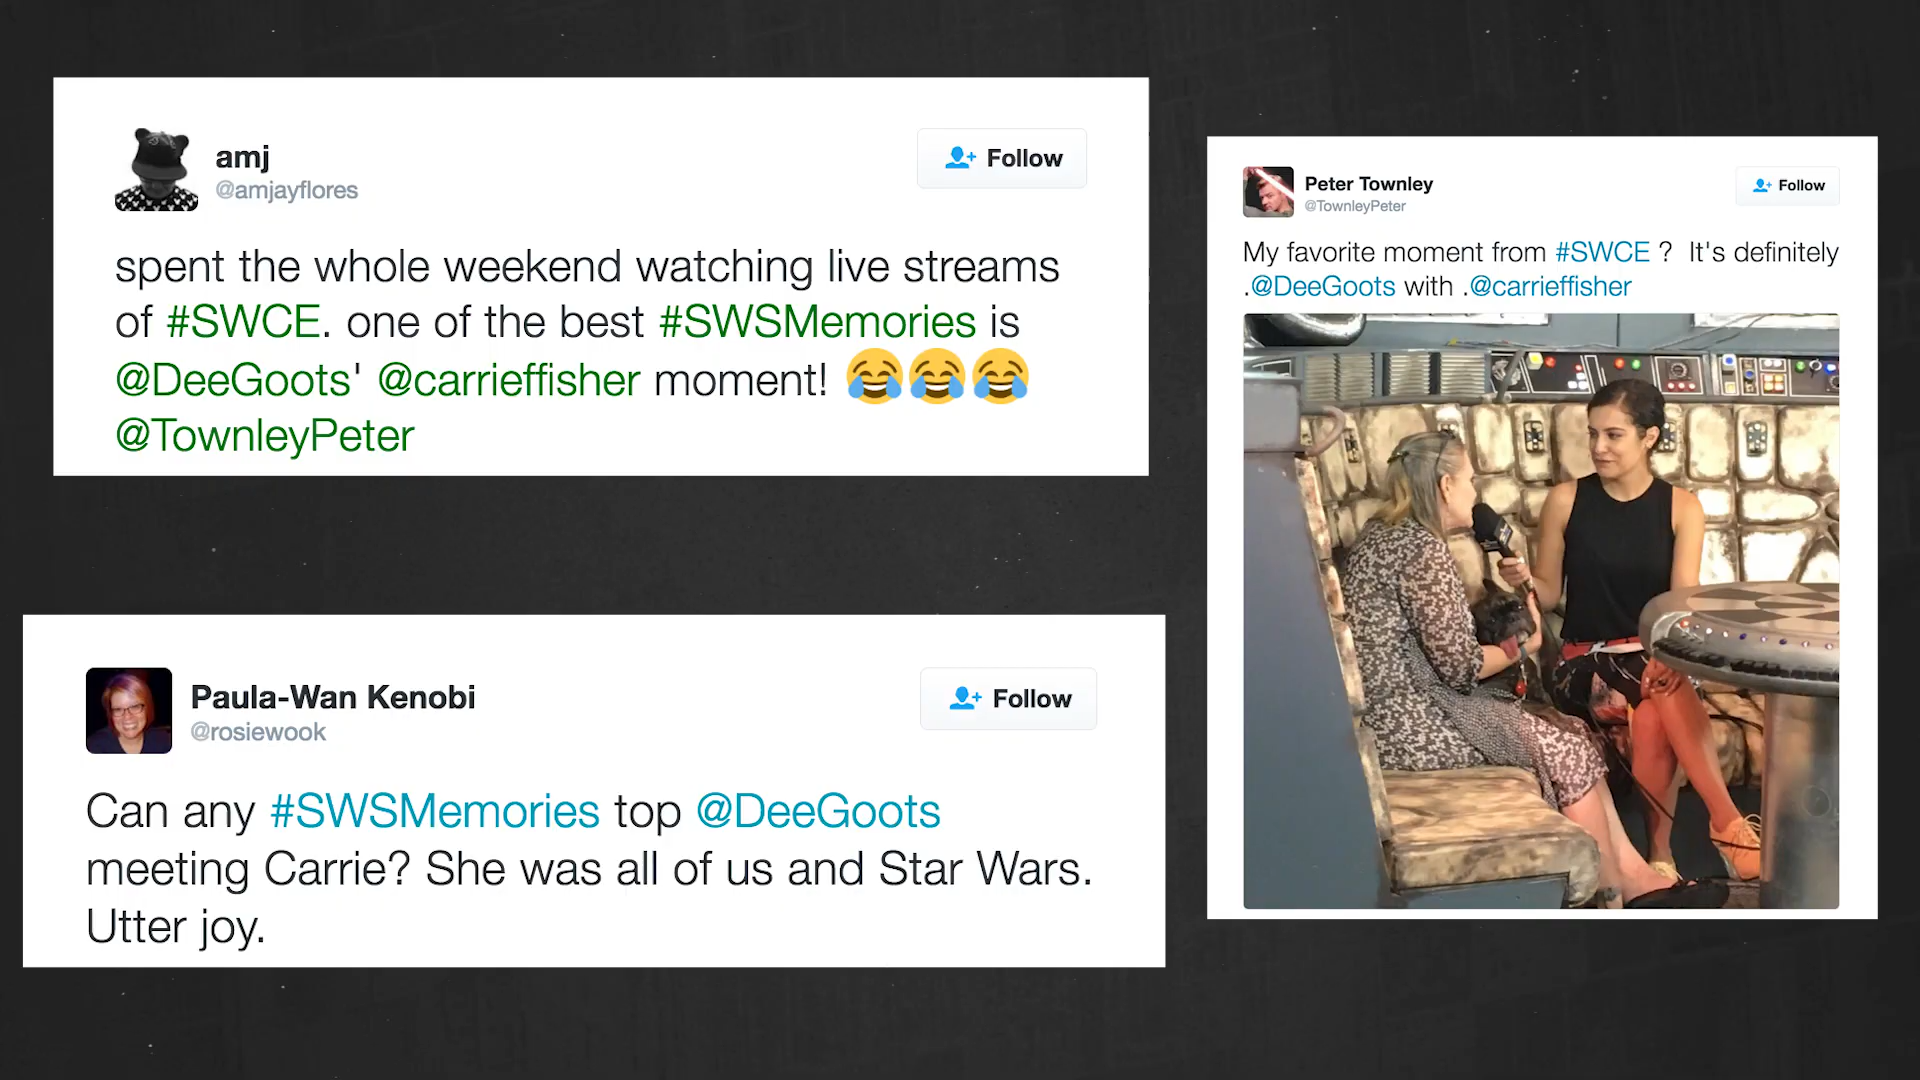 amj
@amjayflores
Follow
spent the whole weekend watching live streams
of #SWCE. one of the best #SWSMemories is
@DeeGoots' @carrieffisher moment! 😂😂😂
@TownleyPeter
Peter Townley
@TownleyPeter
Follow
My favorite moment from #SWCE ? It's definitely
.@DeeGoots with .@carrieffisher
Paula-Wan Kenobi
@rosiewook
Follow
Can any #SWSMemories top @DeeGoots
meeting Carrie? She was all of us and Star Wars.
Utter joy.